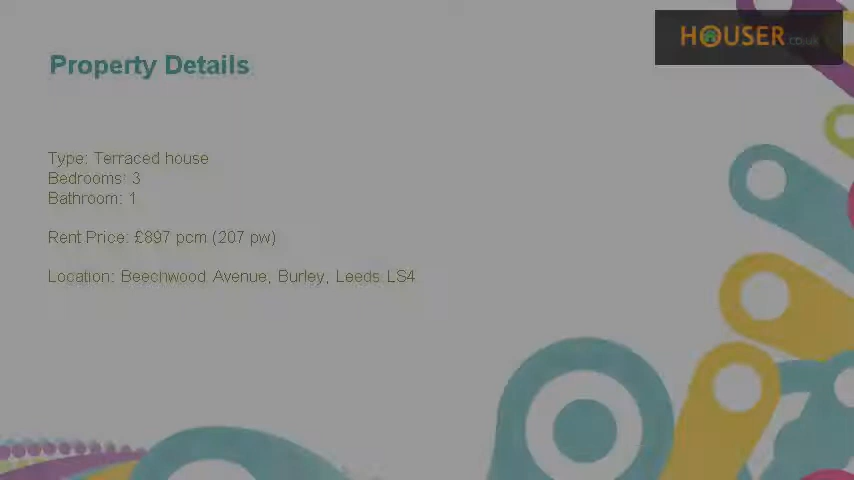 HOUSER.co.uk
Property Details
Type: Terraced house
Bedrooms: 3
Bathroom: 1
Rent Price: £897 pcm (207 pw)
Location: Beechwood Avenue, Burley, Leeds LS4